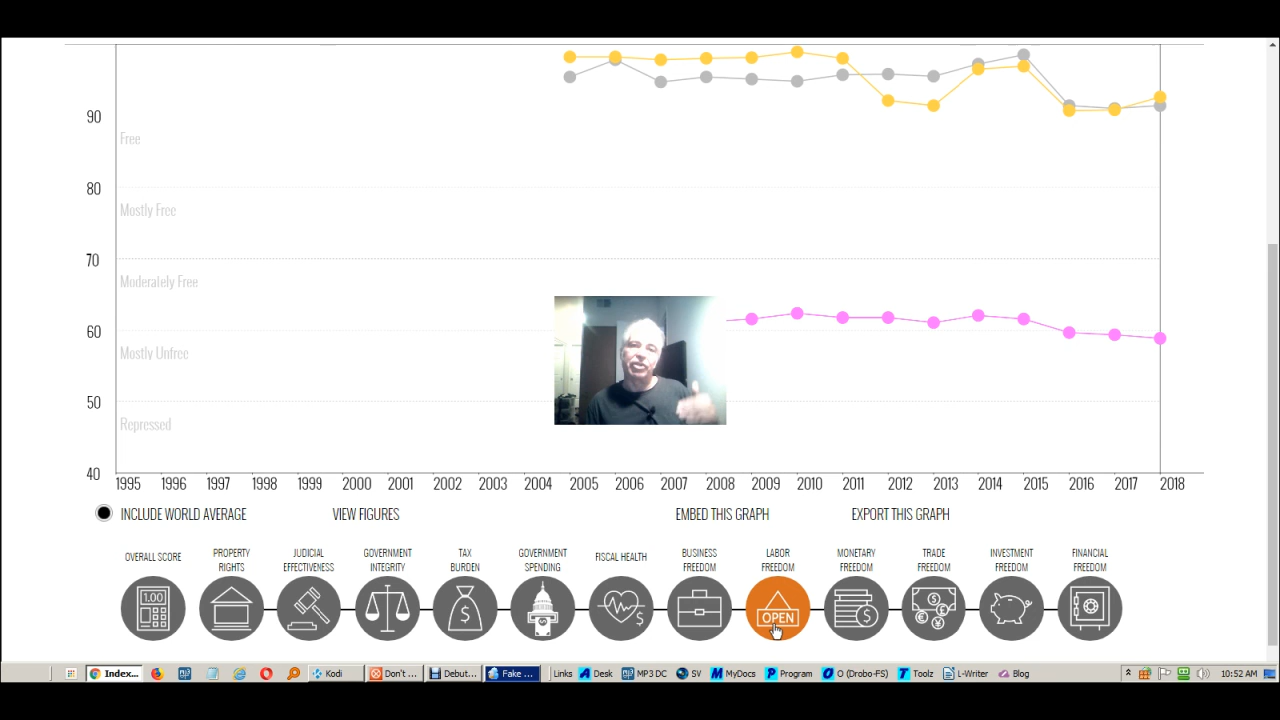 90
Free
80
Mostly Free
70
Moderately Free
60
Mostly Unfree
50
Repressed
40
1995 1996 1997 1998 1999 2000 2001 2002 2003 2004 2005 2006 2007 2008 2009 2010 2011 2012 2013 2014 2015 2016 2017 2018
INCLUDE WORLD AVERAGE VIEW FIGURES EMBED THIS GRAPH EXPORT THIS GRAPH
OVERALL SCORE
PROPERTY RIGHTS
JUDICIAL EFFECTIVENESS
GOVERNMENT INTEGRITY
TAX BURDEN
GOVERNMENT SPENDING
FISCAL HEALTH
BUSINESS FREEDOM
LABOR FREEDOM
MONETARY FREEDOM
TRADE FREEDOM
INVESTMENT FREEDOM
FINANCIAL FREEDOM
1.00
$
OPEN
$
$
£
€
¥
Index... Kodi Don't ... Debut... Fake ... Links Desk MP3 DC SV MyDocs Program O (Drobo-FS) Toolz L-Writer Blog 10:52 AM